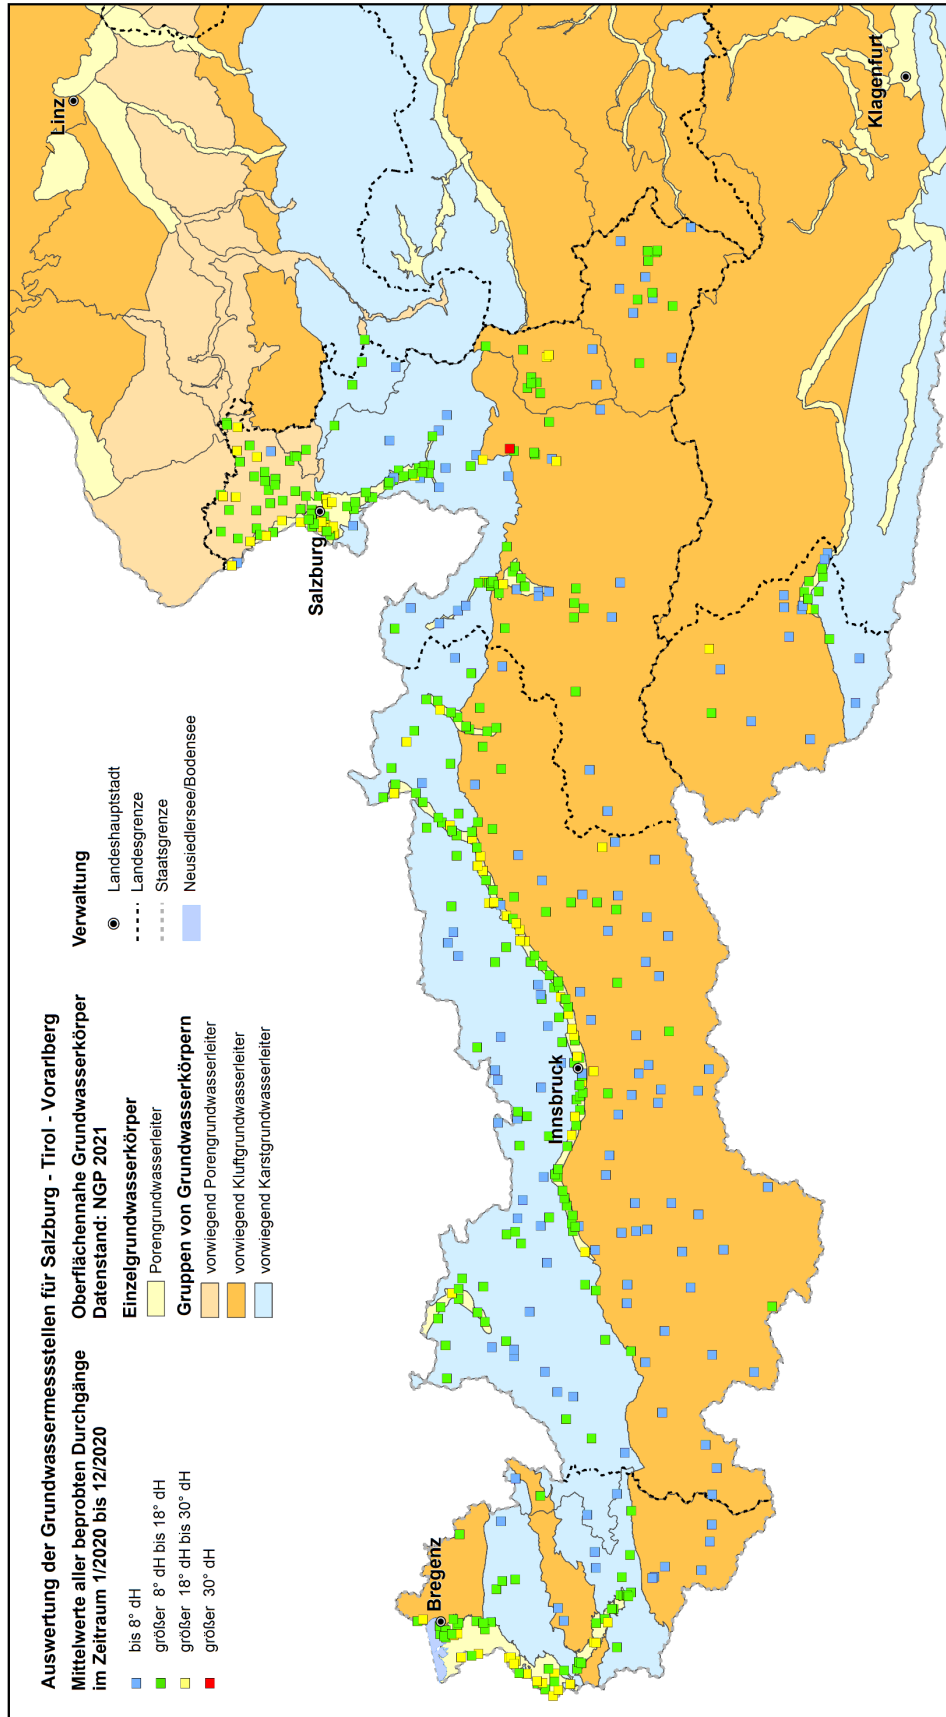 Auswertung der Grundwassermessstellen für Salzburg - Tirol - Vorarlberg
Mittelwerte aller beprobten Durchgänge
im Zeitraum 1/2020 bis 12/2020
bis 8° dH
größer 8° dH bis 18° dH
größer 18° dH bis 30° dH
größer 30° dH
Oberflächennahe Grundwasserkörper
Datenstand: NGP 2021
Einzelgrundwasserkörper
Porengrundwasserleiter
Gruppen von Grundwasserkörpern
vorwiegend Porengrundwasserleiter
vorwiegend Kluftgrundwasserleiter
vorwiegend Karstgrundwasserleiter
Verwaltung
Landeshauptstadt
Landesgrenze
Staatsgrenze
Neusiedlersee/Bodensee
Bregenz
Innsbruck
Salzburg
Linz
Klagenfurt